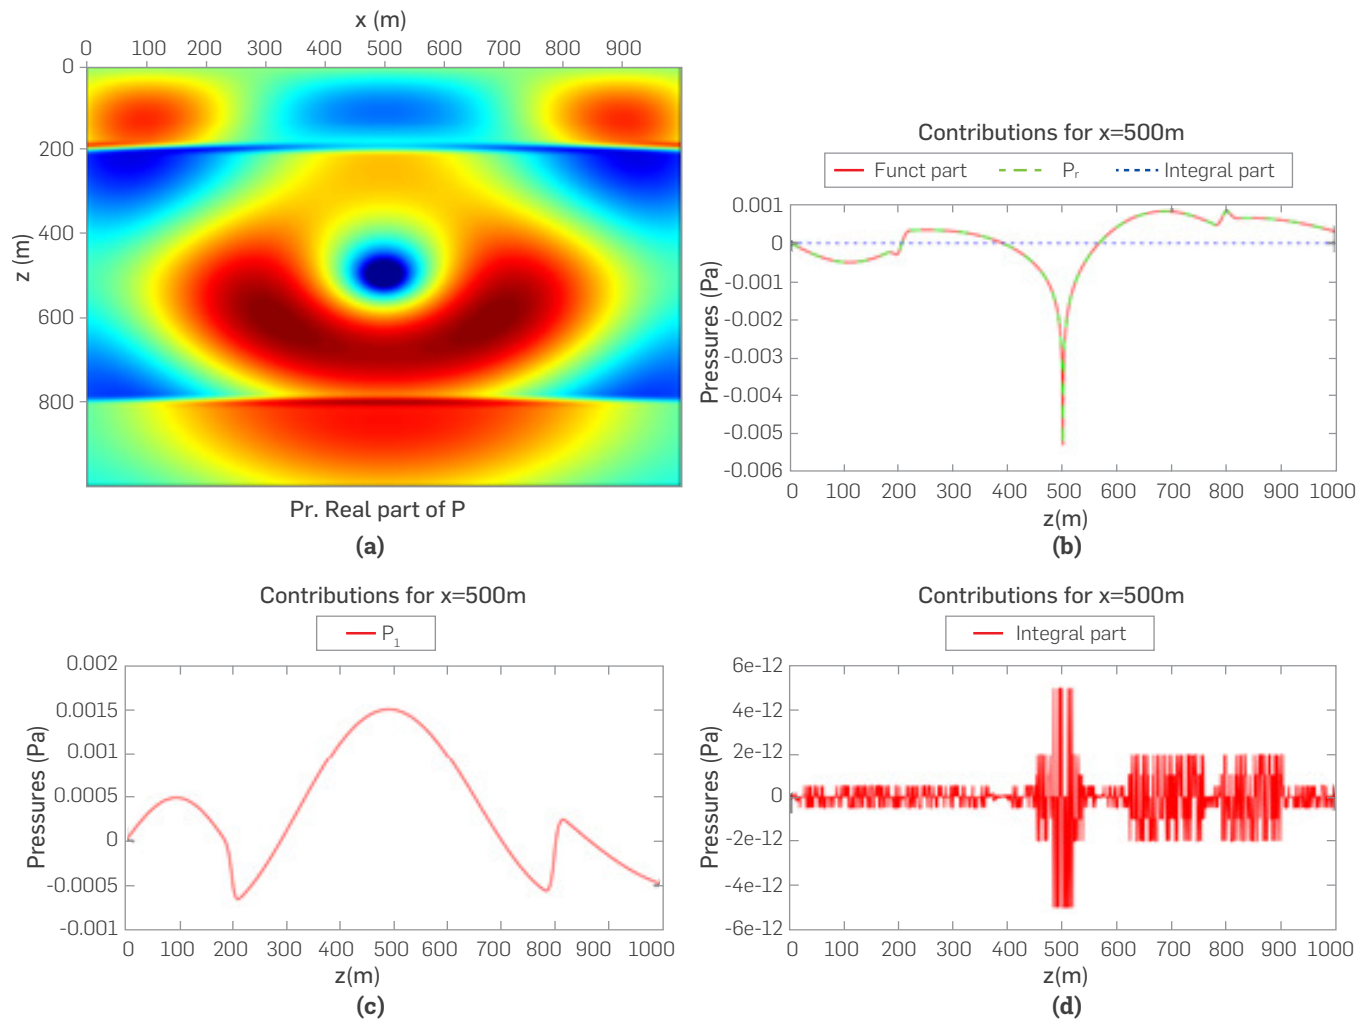 x (m)
0 100 200 300 400 500 600 700 800 900
0
200
400
600
800
z (m)
Pr. Real part of P
(a)
Contributions for x=500m
Funct part Pᵣ Integral part
0.001
0
-0.001
-0.002
-0.003
-0.004
-0.005
-0.006
Pressures (Pa)
0 100 200 300 400 500 600 700 800 900 1000
z(m)
(b)
Contributions for x=500m
P₁
0.002
0.0015
0.001
0.0005
0
-0.0005
-0.001
Pressures (Pa)
0 100 200 300 400 500 600 700 800 900 1000
z(m)
(c)
Contributions for x=500m
Integral part
6e-12
4e-12
2e-12
0
-2e-12
-4e-12
-6e-12
Pressures (Pa)
0 100 200 300 400 500 600 700 800 900 1000
z(m)
(d)